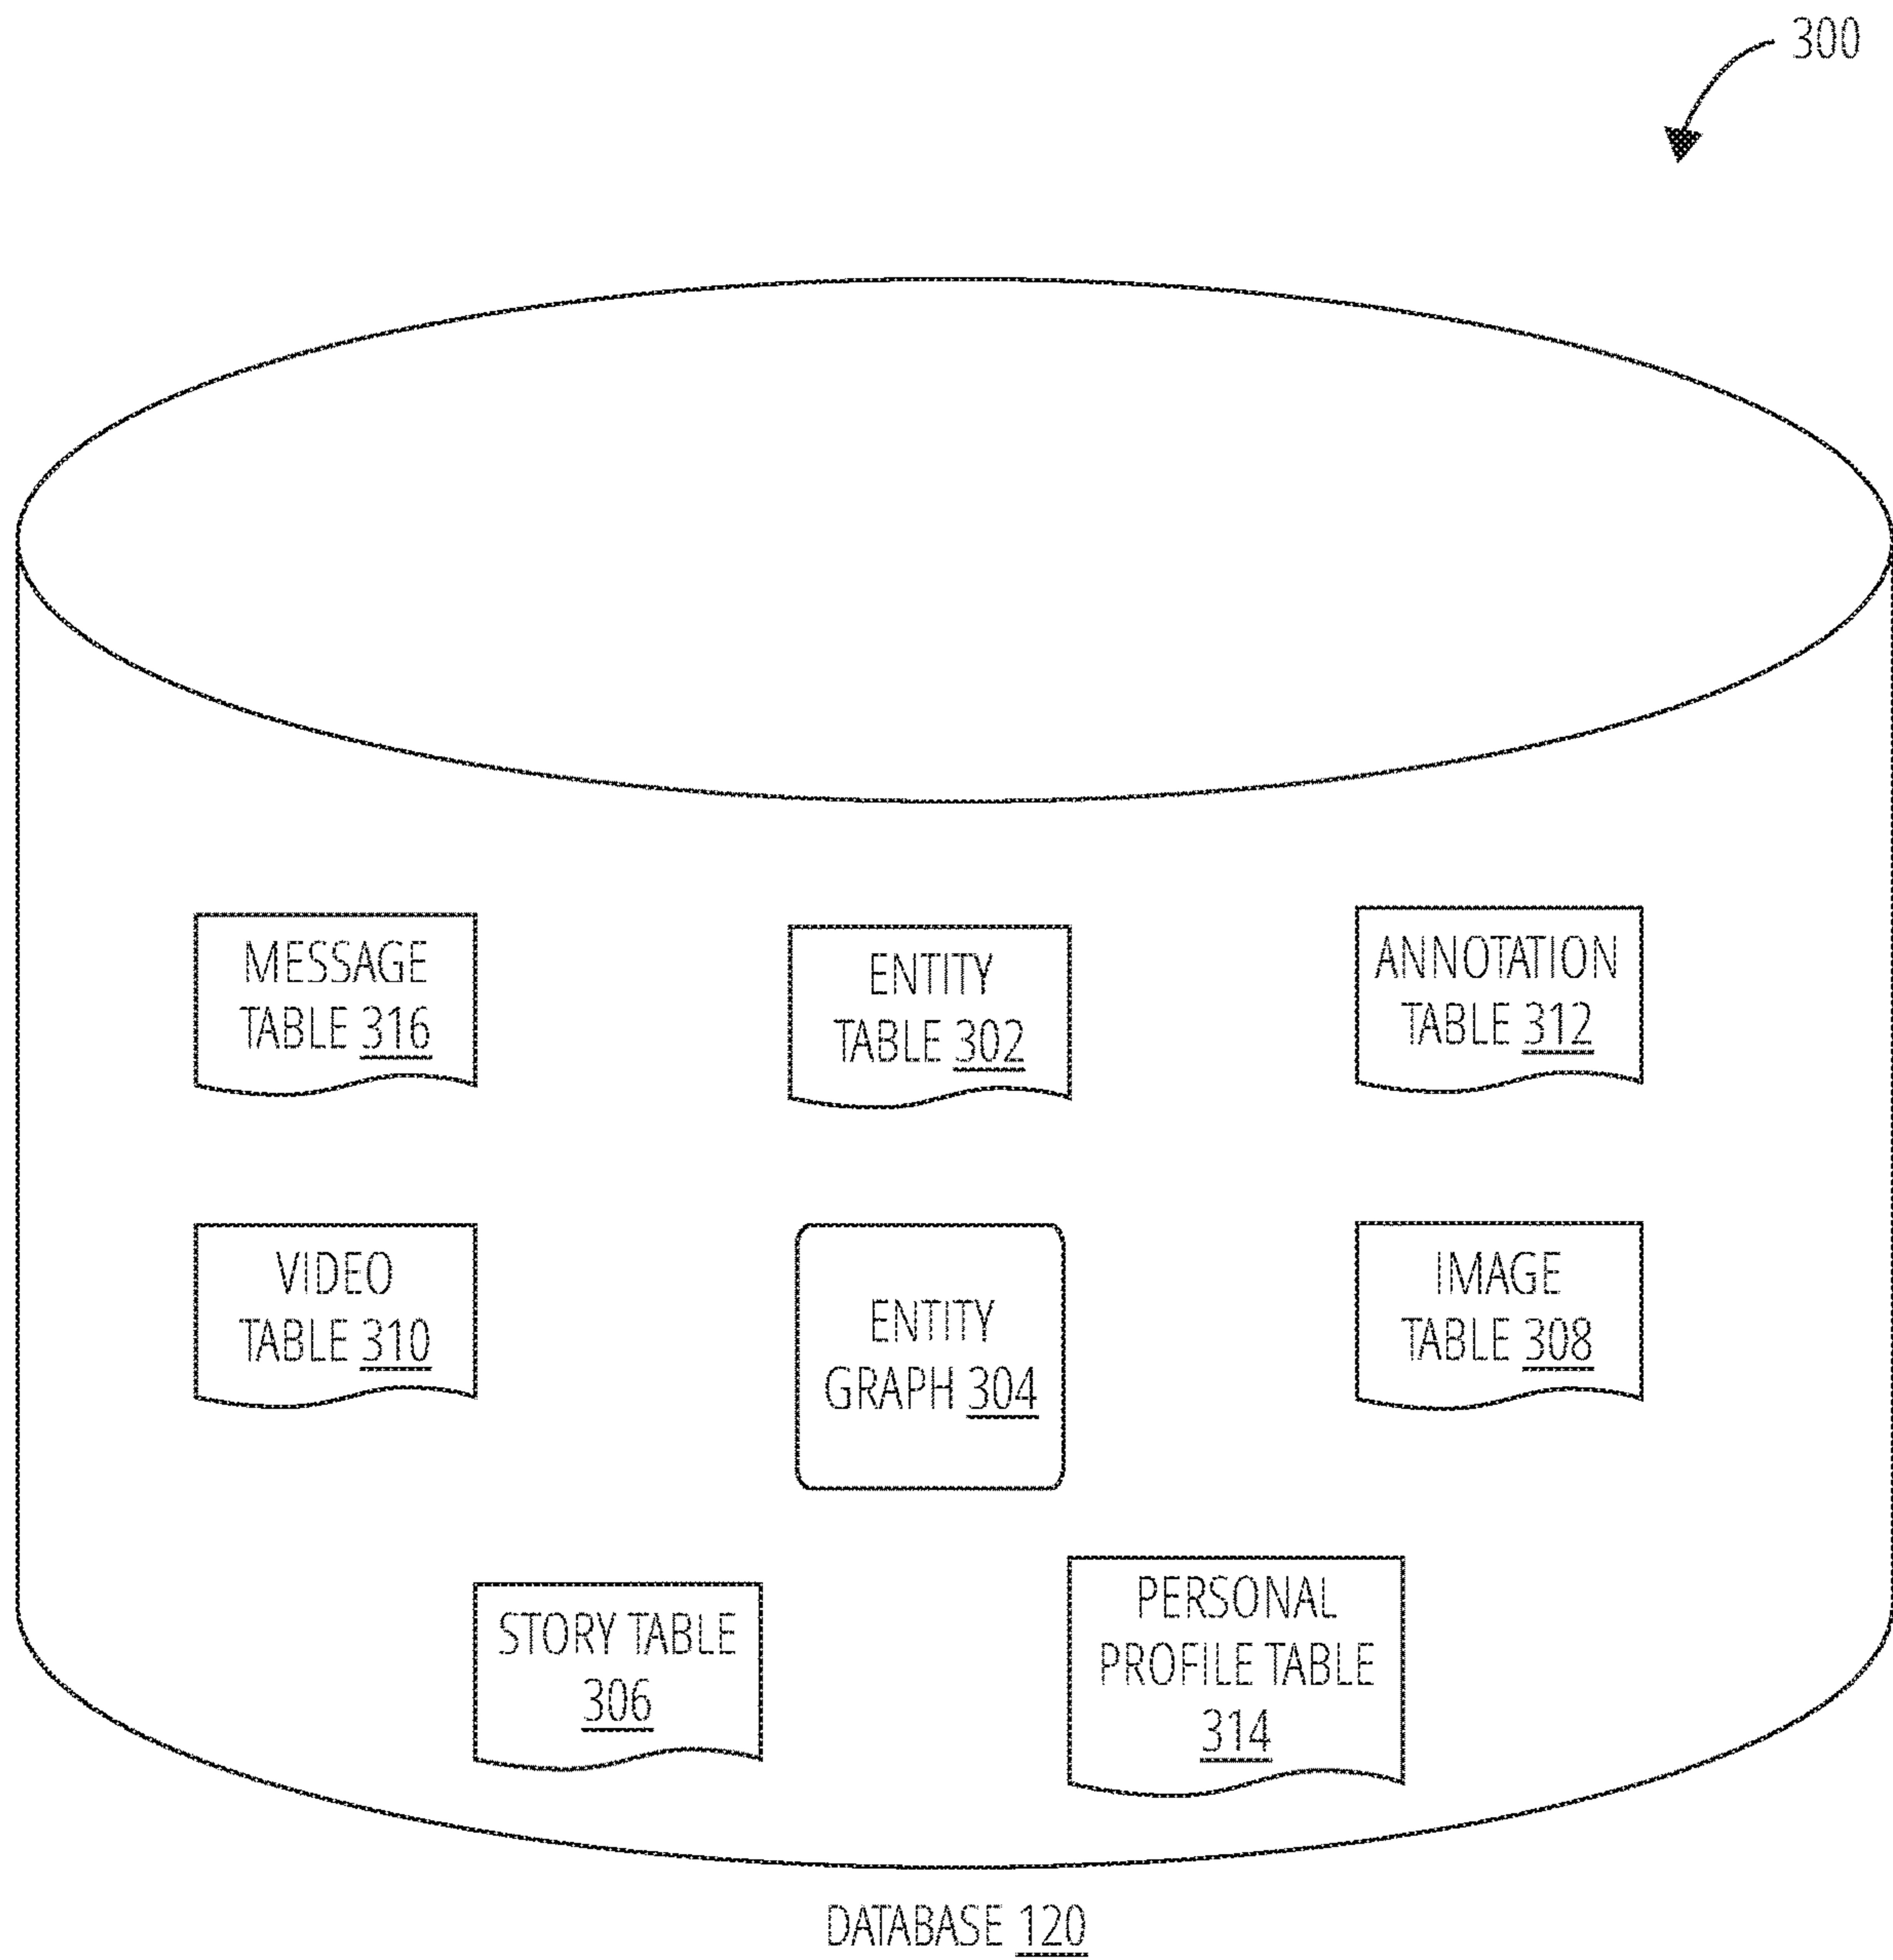 300
MESSAGE
TABLE 316
ENTITY
TABLE 302
ANNOTATION
TABLE 312
VIDEO
TABLE 310
ENTITY
GRAPH 304
IMAGE
TABLE 308
STORY TABLE
306
PERSONAL
PROFILE TABLE
314
DATABASE 120